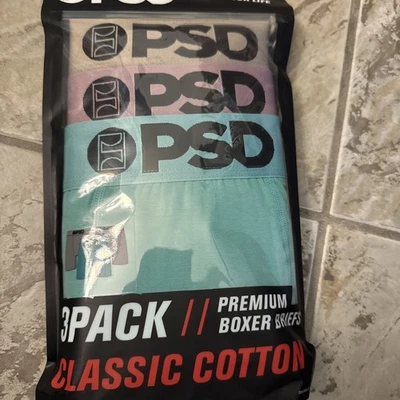 PSD
PSD
PSD
3PACK // PREMIUM
BOXER BRIEFS
CLASSIC COTTON